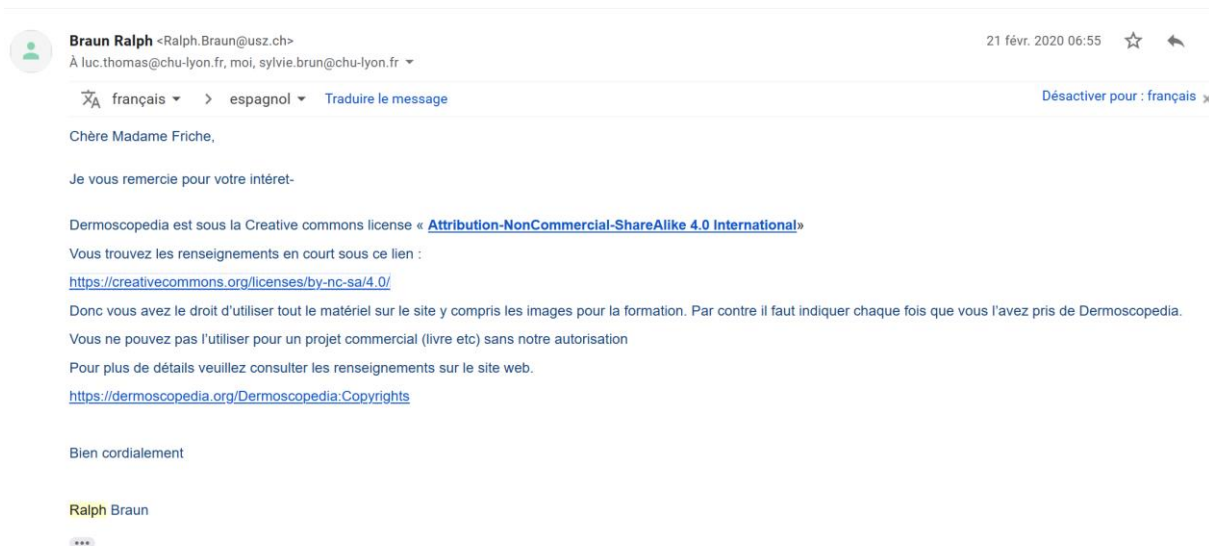 Braun Ralph <Ralph.Braun@usz.ch>
21 févr. 2020 06:55
À luc.thomas@chu-lyon.fr, moi, sylvie.brun@chu-lyon.fr
français > espagnol Traduire le message
Désactiver pour : français x
Chère Madame Friche,
Je vous remercie pour votre intéret-
Dermoscopedia est sous la Creative commons license « Attribution-NonCommercial-ShareAlike 4.0 International»
Vous trouvez les renseignements en court sous ce lien :
https://creativecommons.org/licenses/by-nc-sa/4.0/
Donc vous avez le droit d'utiliser tout le matériel sur le site y compris les images pour la formation. Par contre il faut indiquer chaque fois que vous l'avez pris de Dermoscopedia.
Vous ne pouvez pas l'utiliser pour un projet commercial (livre etc) sans notre autorisation
Pour plus de détails veuillez consulter les renseignements sur le site web.
https://dermoscopedia.org/Dermoscopedia:Copyrights
Bien cordialement
Ralph Braun